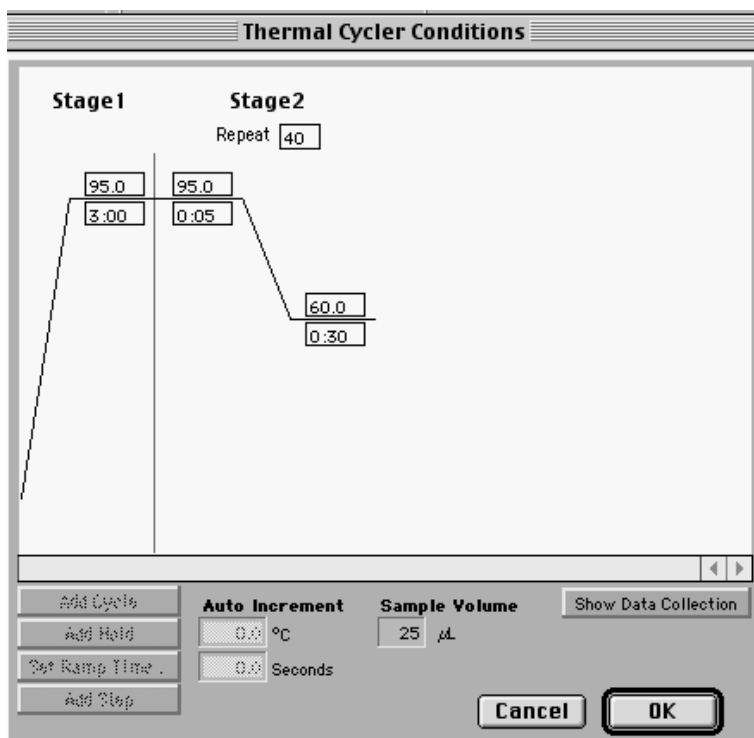 Thermal Cycler Conditions
Stage1 Stage2
Repeat 40
95.0 95.0
3:00 0:05
60.0
0:30
Add Cycle
Add Hold
Set Ramp Time .
Add Step
Auto Increment
0.0 °C
0.0 Seconds
Sample Volume
25 µL
Show Data Collection
Cancel OK